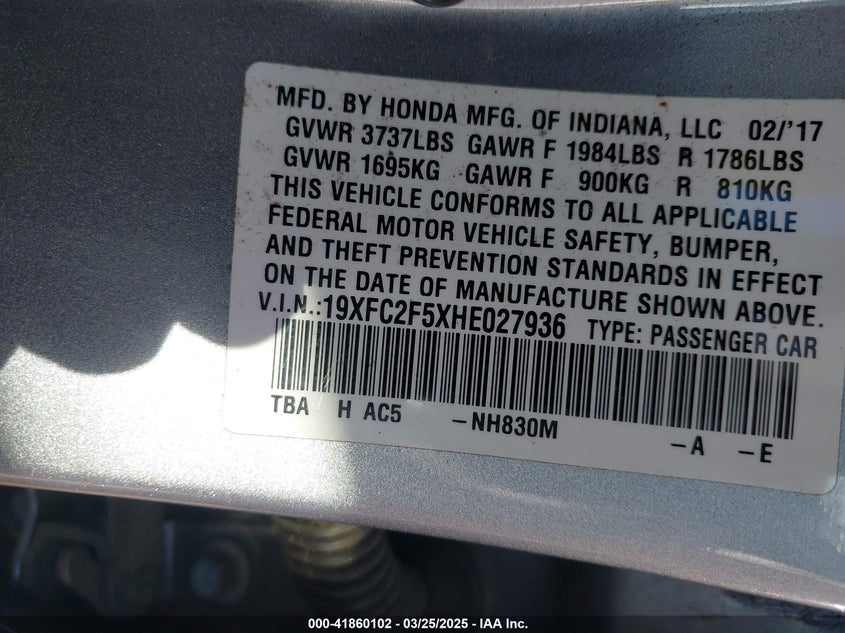 MFD. BY HONDA MFG. OF INDIANA, LLC 02/'17
GVWR 3737LBS GAWR F 1984LBS R 1786LBS
GVWR 1695KG GAWR F 900KG R 810KG
THIS VEHICLE CONFORMS TO ALL APPLICABLE
FEDERAL MOTOR VEHICLE SAFETY, BUMPER,
AND THEFT PREVENTION STANDARDS IN EFFECT
ON THE DATE OF MANUFACTURE SHOWN ABOVE.
V.I.N.:19XFC2F5XHE027936 TYPE: PASSENGER CAR
TBA H AC5 -NH830M -A -E
000-41860102 - 03/25/2025 - IAA Inc.